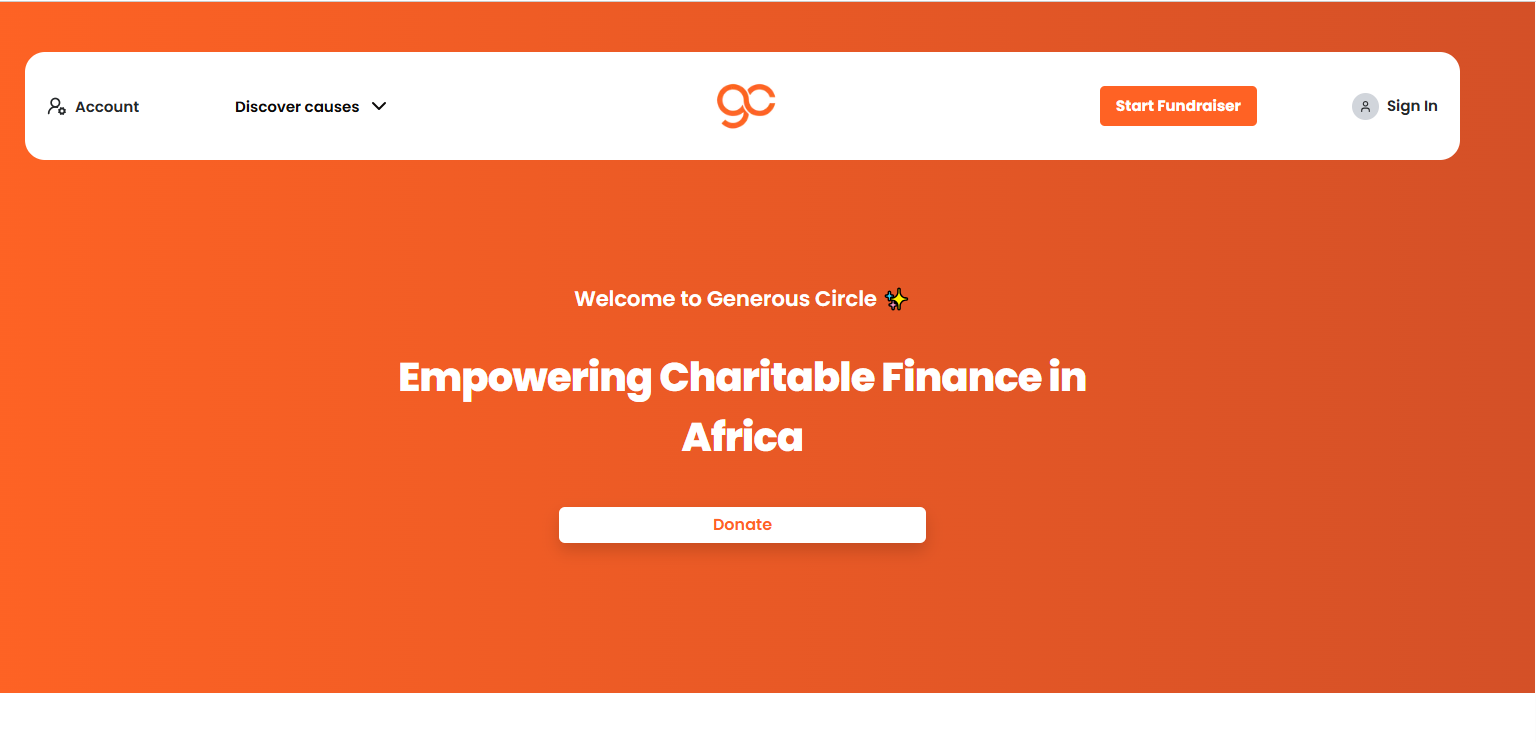 Account
Discover causes
gc
Start Fundraiser
Sign In
Welcome to Generous Circle ✨
Empowering Charitable Finance in
Africa
Donate